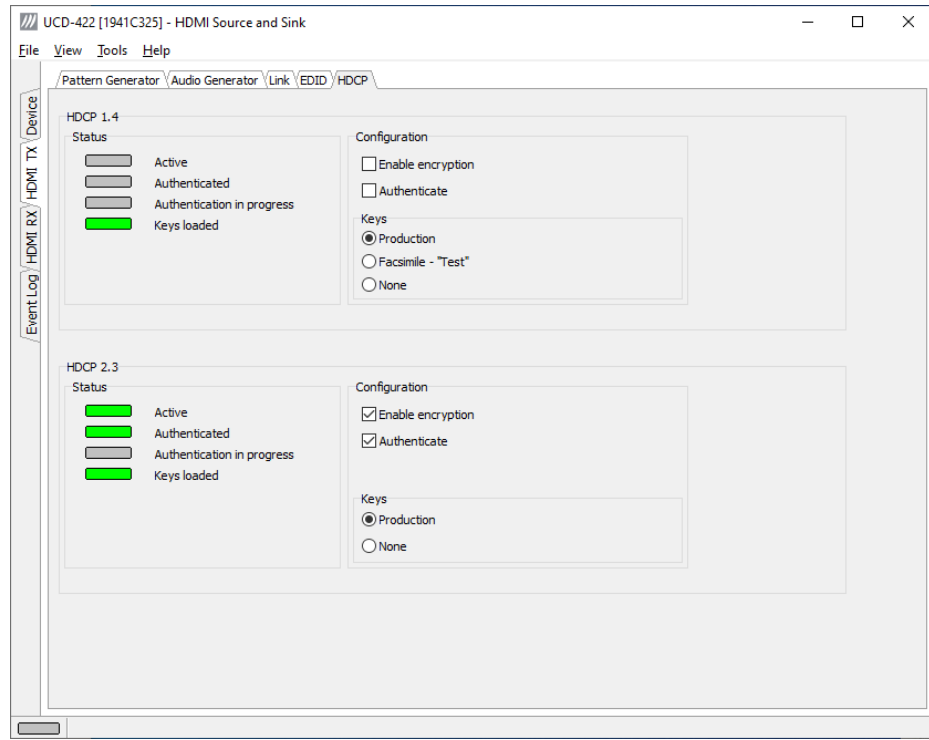 UCD-422 [1941C325] - HDMI Source and Sink
File View Tools Help
Pattern Generator Audio Generator Link EDID HDCP
Device
HDMI TX
HDMI RX
Event Log
HDCP 1.4
Status
Active
Authenticated
Authentication in progress
Keys loaded
Configuration
Enable encryption
Authenticate
Keys
Production
Facsimile - "Test"
None
HDCP 2.3
Status
Active
Authenticated
Authentication in progress
Keys loaded
Configuration
Enable encryption
Authenticate
Keys
Production
None